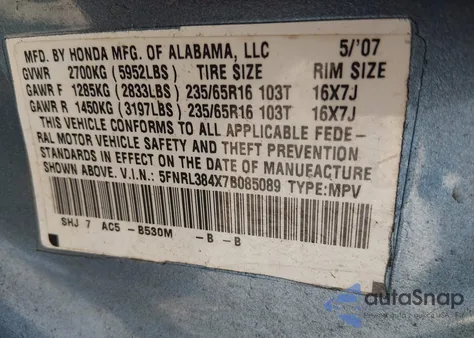 MFD. BY HONDA MFG. OF ALABAMA, LLC 5/'07
GVWR 2700KG (5952LBS) TIRE SIZE RIM SIZE
GAWR F 1285KG (2833LBS) 235/65R16 103T 16X7J
GAWR R 1450KG (3197LBS) 235/65R16 103T 16X7J
THIS VEHICLE CONFORMS TO ALL APPLICABLE FEDE-
RAL MOTOR VEHICLE SAFETY AND THEFT PREVENTION
STANDARDS IN EFFECT ON THE DATE OF MANUFACTURE
SHOWN ABOVE. V.I.N.: 5FNRL384X7B085089 TYPE:MPV
SHJ 7 AC5 -B530M -B -B
autoSnap